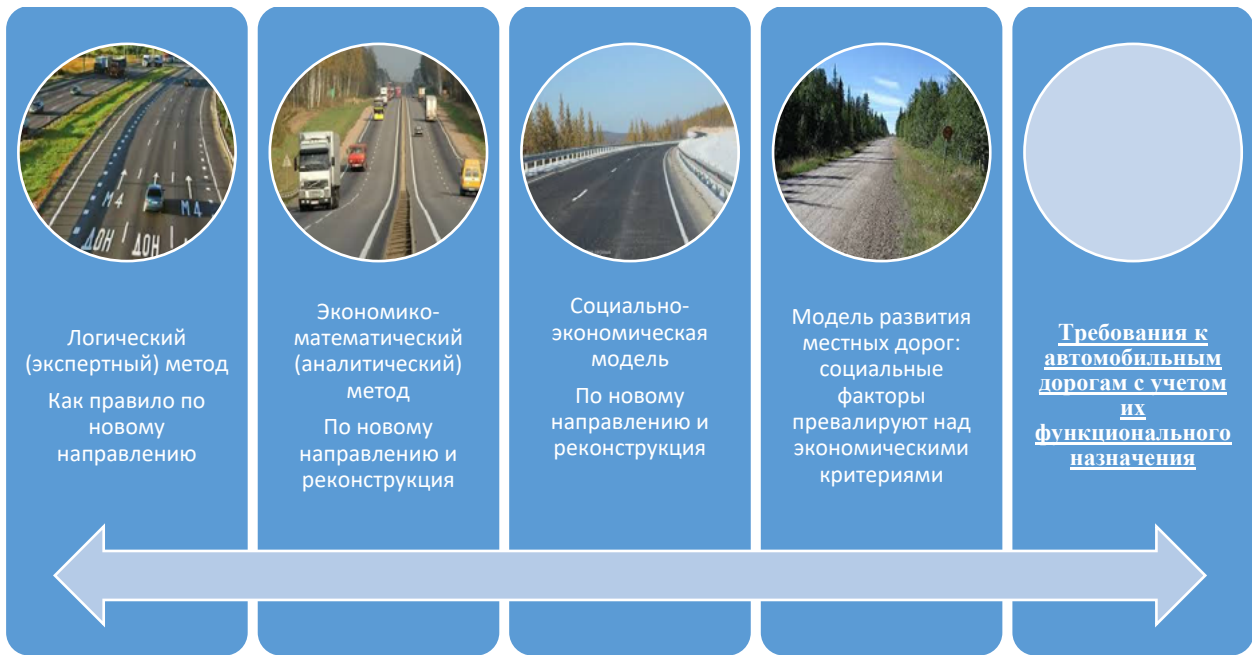 М4
М4
ДОН
ДОН
Логический
(экспертный) метод
Как правило по
новому
направлению
Экономико-
математический
(аналитический)
метод
По новому
направлению и
реконструкция
Социально-
экономическая
модель
По новому
направлению и
реконструкция
Модель развития
местных дорог:
социальные
факторы
превалируют над
экономическими
критериями
Требования к
автомобильным
дорогам с учетом
их
функционального
назначения